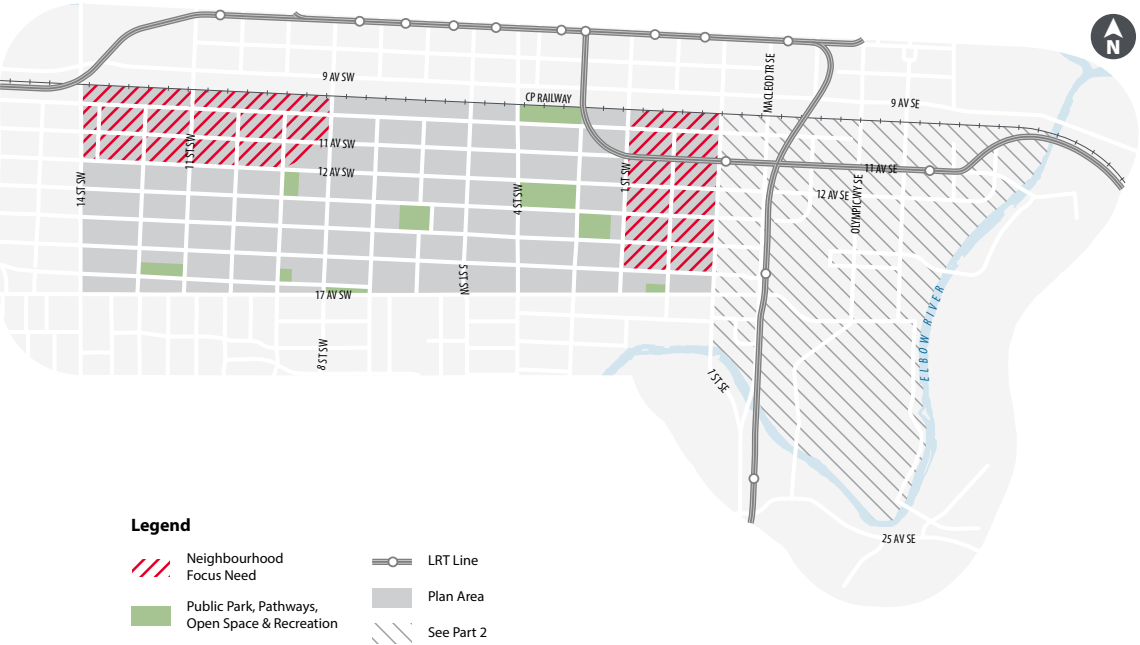 N
9 AV SW
MACLEOD TR SE
CP RAILWAY
9 AV SE
11 ST SW
11 AV SW
12 AV SW
14 ST SW
4 ST SW
1 ST SW
11 AV SE
12 AV SE
OLYMPIC WY SE
5 ST SW
17 AV SW
ELBOW RIVER
8 ST SW
7 ST SE
25 AV SE
Legend
Neighbourhood
Focus Need
Public Park, Pathways,
Open Space & Recreation
LRT Line
Plan Area
See Part 2